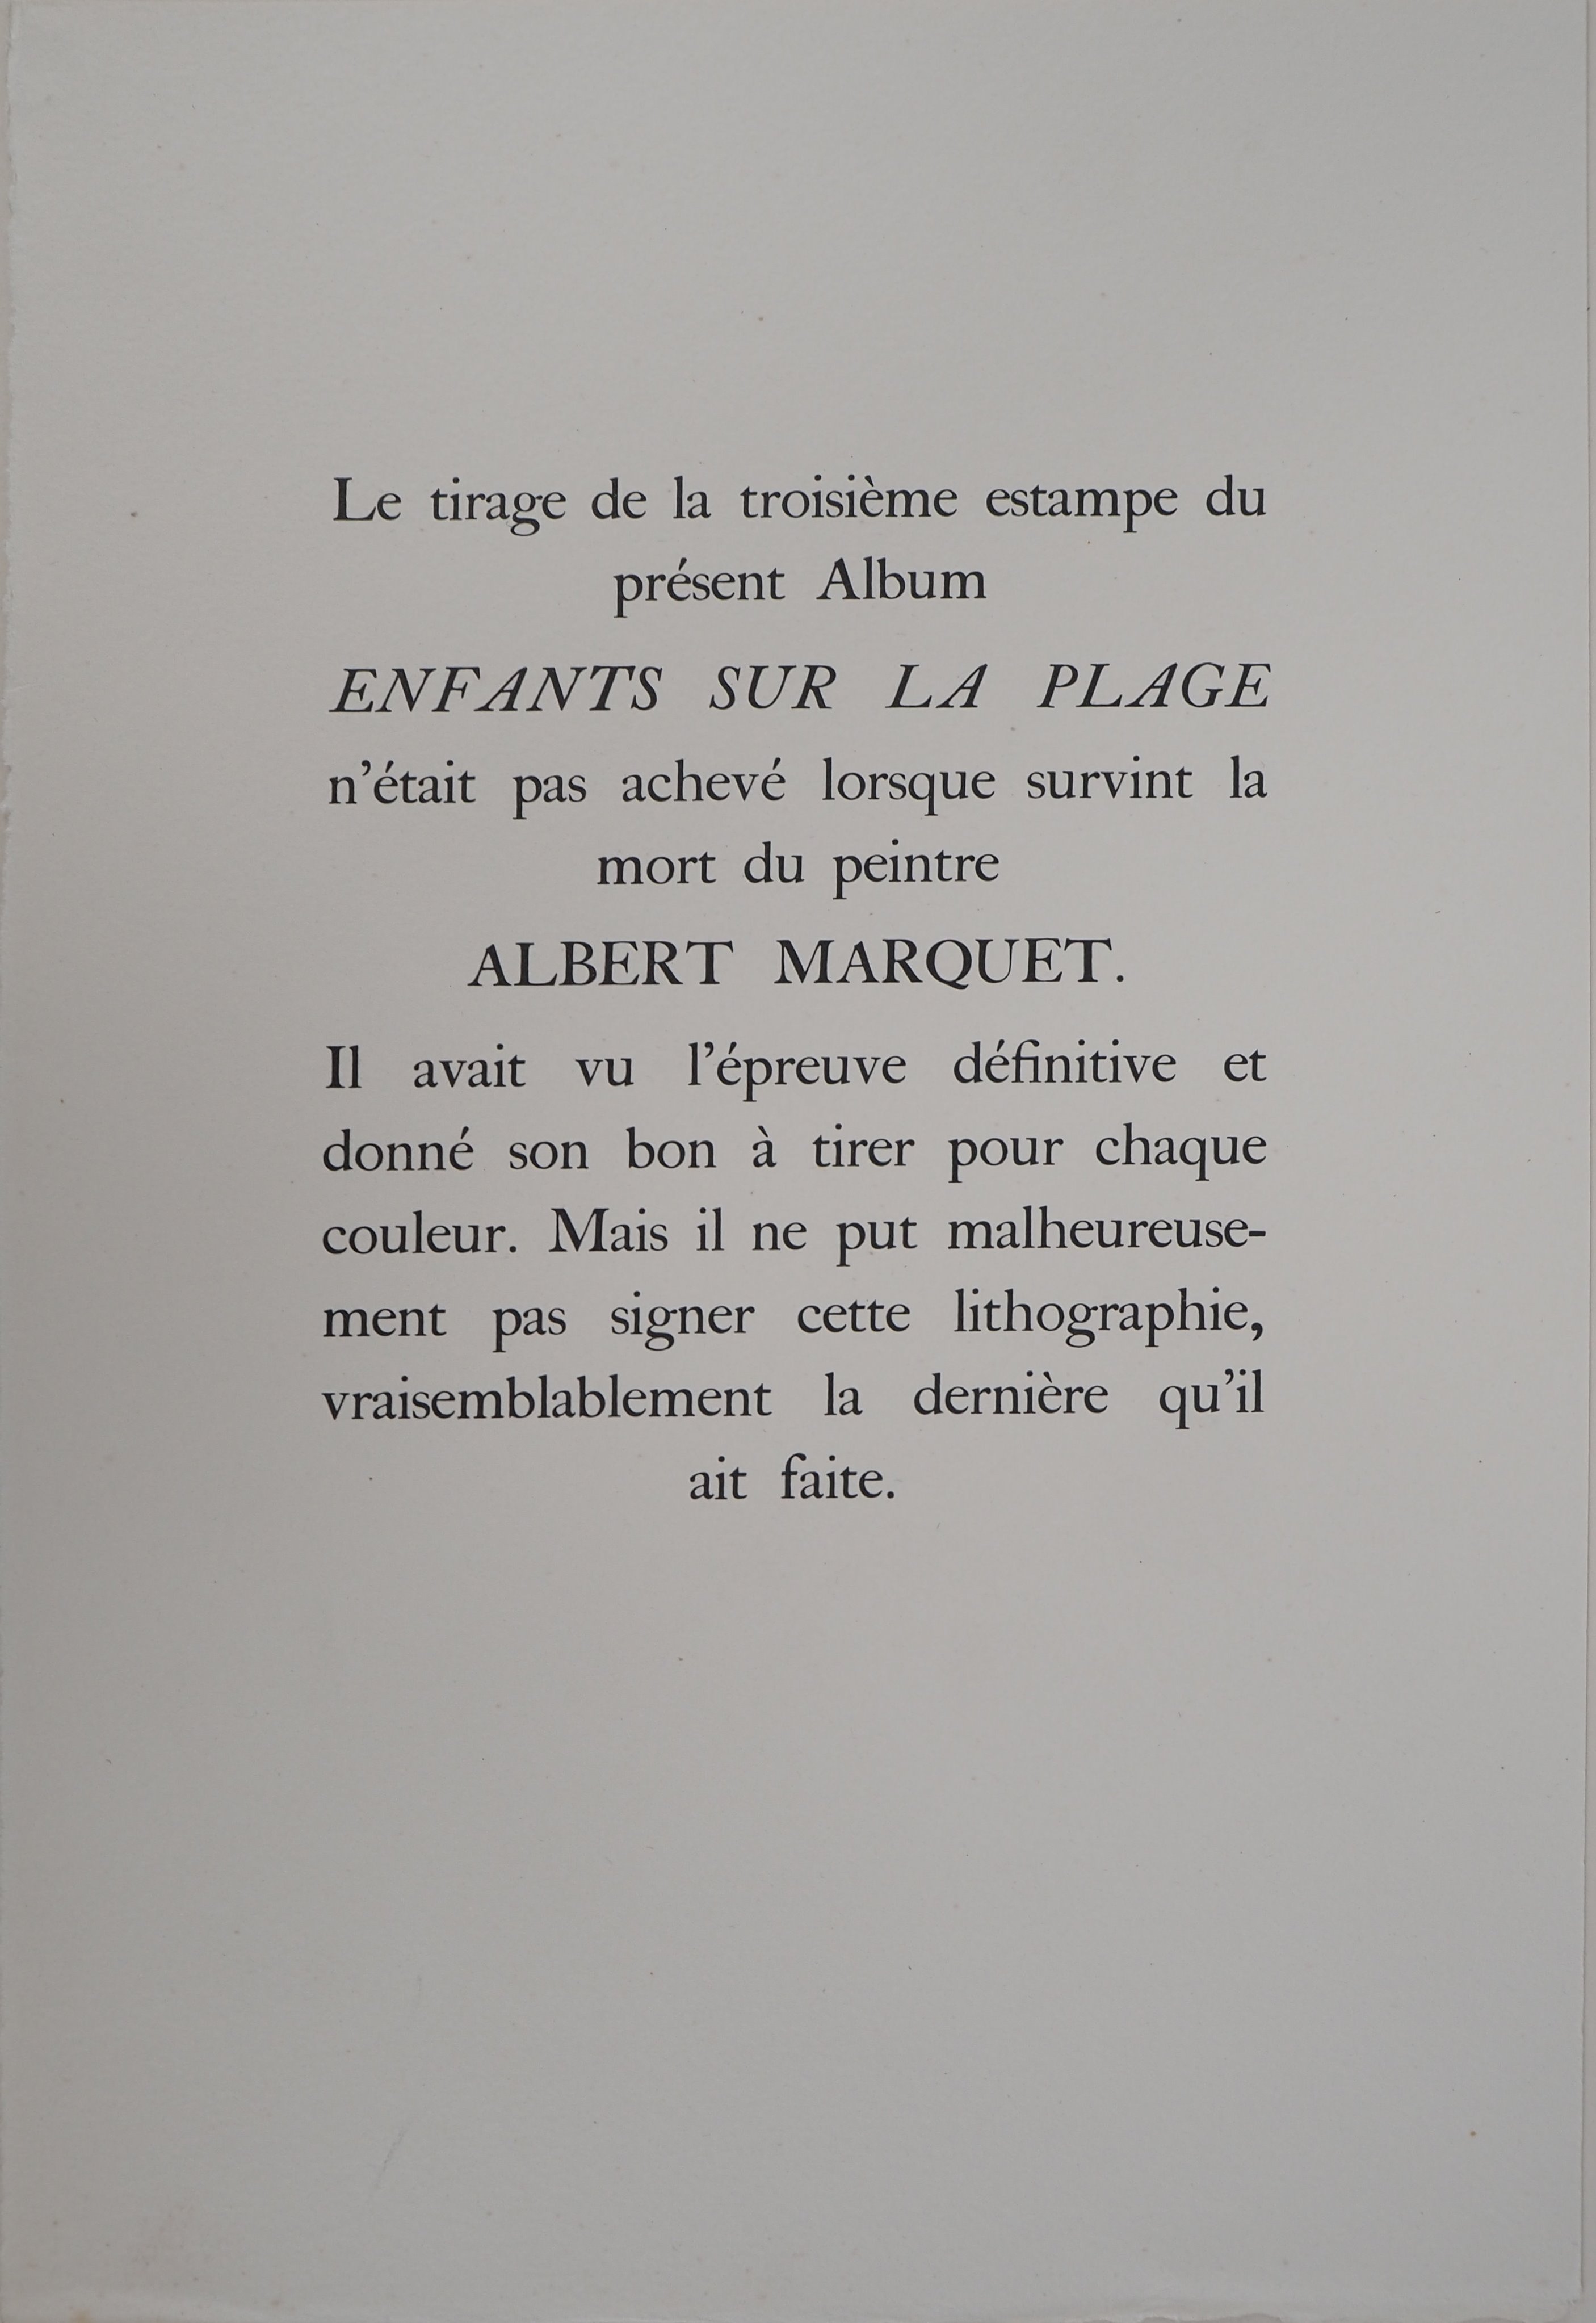 Le tirage de la troisième estampe du
présent Album
ENFANTS SUR LA PLAGE
n’était pas achevé lorsque survint la
mort du peintre
ALBERT MARQUET.
Il avait vu l’épreuve définitive et
donné son bon à tirer pour chaque
couleur. Mais il ne put malheureuse-
ment pas signer cette lithographie,
vraisemblablement la dernière qu’il
ait faite.